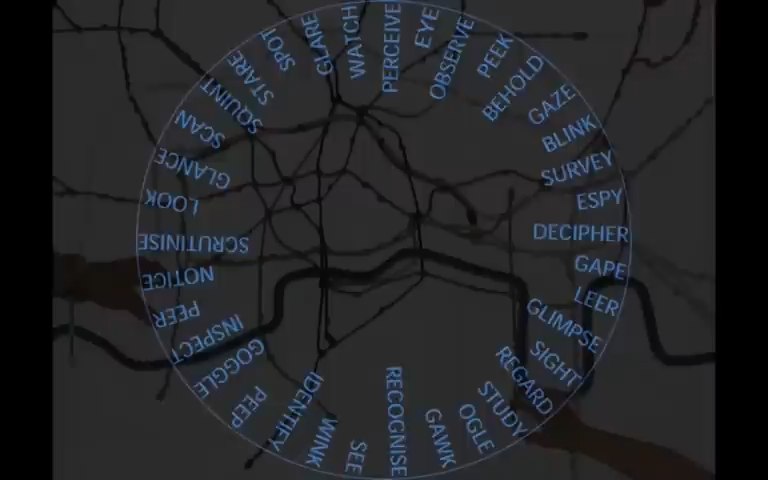 PERCEIVE
EYE
OBSERVE
PEEK
BEHOLD
GAZE
BLINK
SURVEY
ESPY
DECIPHER
GAPE
LEER
GLIMPSE
SIGHT
REGARD
STUDY
OGLE
GAWK
RECOGNISE
SEE
WINK
IDENTIFY
PEEP
GOGGLE
INSPECT
PEER
NOTICE
SCRUTINISE
LOOK
GLANCE
SCAN
SQUINT
STARE
SPOT
GLARE
WATCH